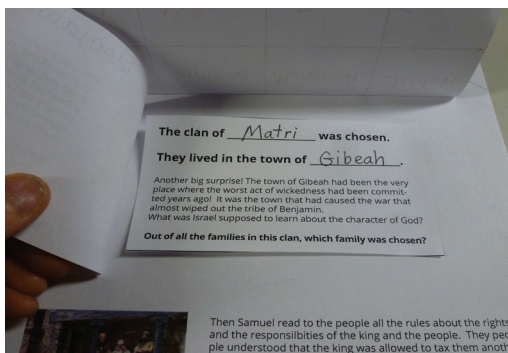 The clan of Matri was chosen.
They lived in the town of Gibeah.
Another big surprise! The town of Gibeah had been the very
place where the worst act of wickedness had been commit-
ted years ago! It was the town that had caused the war that
almost wiped out the tribe of Benjamin.
What was Israel supposed to learn about the character of God?
Out of all the families in this clan, which family was chosen?
Then Samuel read to the people all the rules about the rights
and the responsilbities of the king and the people. They peo
ple understood that the king was allowed to tax them anoth